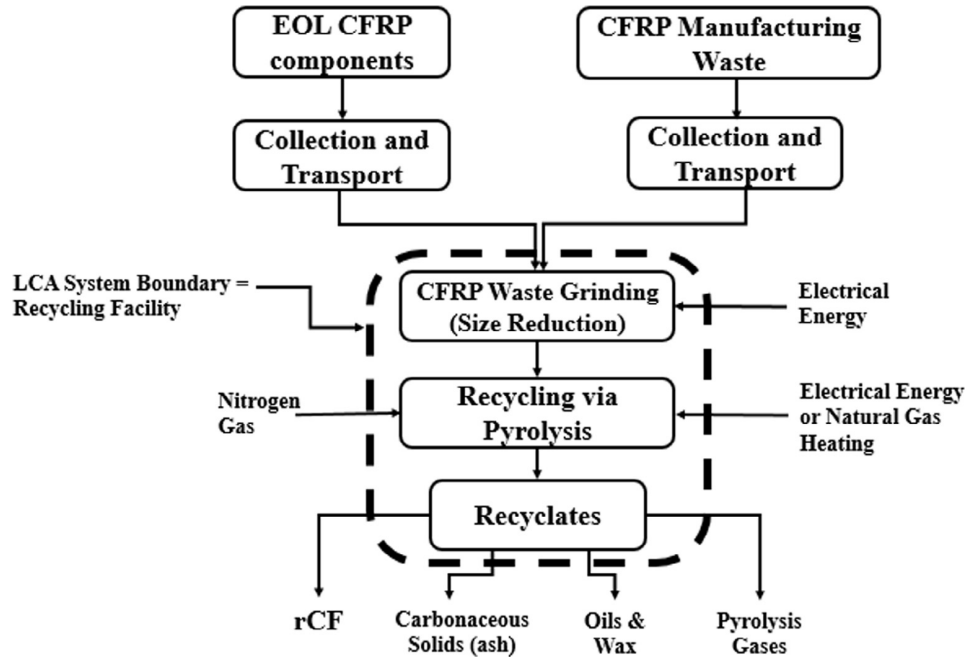 EOL CFRP
components
CFRP Manufacturing
Waste
Collection and
Transport
Collection and
Transport
LCA System Boundary =
Recycling Facility
CFRP Waste Grinding
(Size Reduction)
Electrical
Energy
Nitrogen
Gas
Recycling via
Pyrolysis
Electrical Energy
or Natural Gas
Heating
Recyclates
rCF
Carbonaceous
Solids (ash)
Oils &
Wax
Pyrolysis
Gases